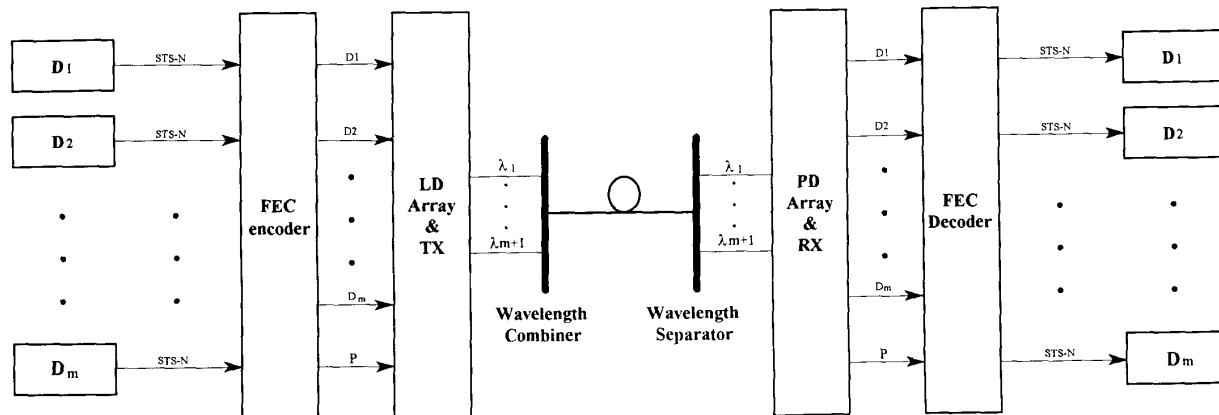 D1
STS-N
D1
D1
STS-N
D1
D2
STS-N
D2
D2
STS-N
D2
FEC
encoder
LD
Array
&
TX
λ1
λm+1
Wavelength
Combiner
λ1
λm+1
Wavelength
Separator
PD
Array
&
RX
FEC
Decoder
Dm
Dm
Dm
STS-N
P
P
STS-N
Dm